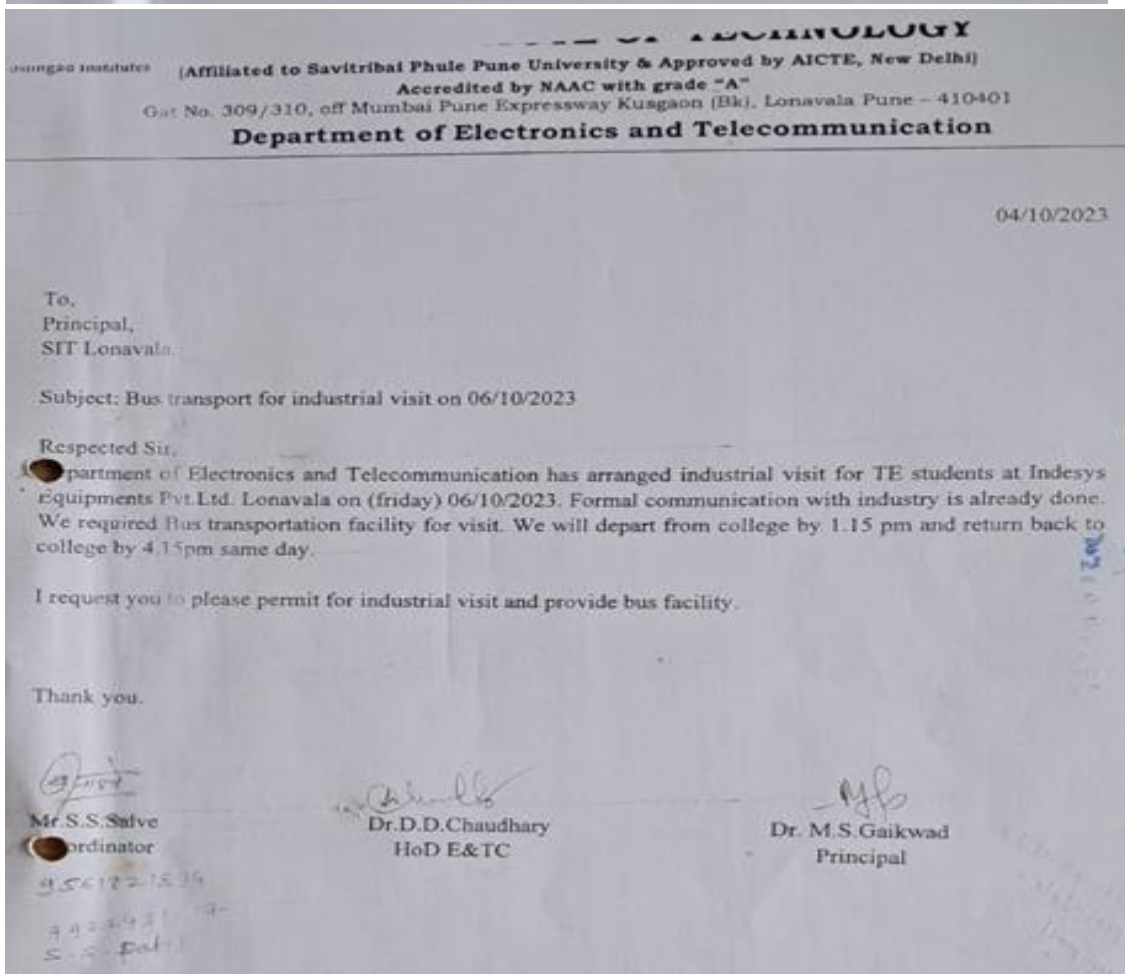 OF TECHNOLOGY
Institutes (Affiliated to Savitribai Phule Pune University & Approved by AICTE, New Delhi)
Accredited by NAAC with grade "A"
Gat No. 309/310, off Mumbai Pune Expressway Kusgaon (Bk), Lonavala Pune – 410401
Department of Electronics and Telecommunication
04/10/2023
To,
Principal,
SIT Lonavala.
Subject: Bus transport for industrial visit on 06/10/2023
Respected Sir,
partment of Electronics and Telecommunication has arranged industrial visit for TE students at Indesys
Equipments Pvt.Ltd. Lonavala on (friday) 06/10/2023. Formal communication with industry is already done.
We required Bus transportation facility for visit. We will depart from college by 1.15 pm and return back to
college by 4.15pm same day.
I request you to please permit for industrial visit and provide bus facility.
Thank you.
Mr.S.S.Salve
ordinator
Dr.D.D.Chaudhary
HoD E&TC
Dr. M.S.Gaikwad
Principal